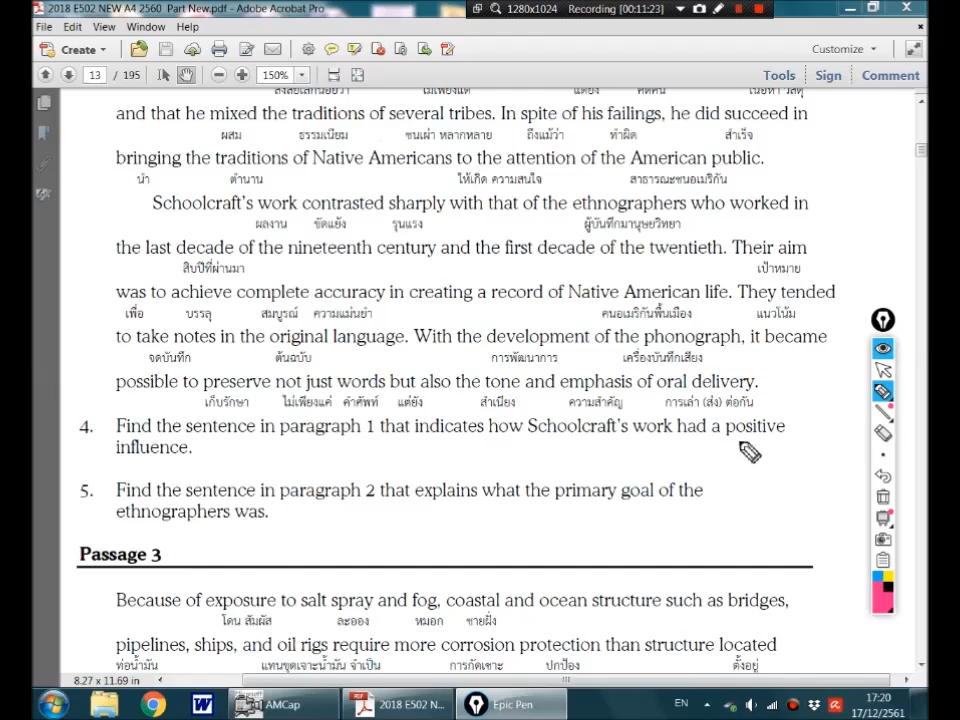 2018 E502 NEW A4 2560 Part New.pdf - Adobe Acrobat Pro
1280x1024 Recording [00:11:23]
File Edit View Window Help
Create
Customize
13 / 195
150%
Tools Sign Comment
and that he mixed the traditions of several tribes. In spite of his failings, he did succeed in
ผสม ธรรมเนียม ชนเผ่า หลากหลาย ถึงแม้ว่า ทำผิด สำเร็จ
bringing the traditions of Native Americans to the attention of the American public.
นำ ตำนาน ให้เกิด ความสนใจ สาธารณะชนอเมริกัน
Schoolcraft's work contrasted sharply with that of the ethnographers who worked in
ผลงาน ขัดแย้ง รุนแรง ผู้บันทึกมานุษยวิทยา
the last decade of the nineteenth century and the first decade of the twentieth. Their aim
สิบปีที่ผ่านมา เป้าหมาย
was to achieve complete accuracy in creating a record of Native American life. They tended
เพื่อ บรรลุ สมบูรณ์ ความแม่นยำ คนอเมริกันพื้นเมือง แนวโน้ม
to take notes in the original language. With the development of the phonograph, it became
จดบันทึก ต้นฉบับ การพัฒนาการ เครื่องบันทึกเสียง
possible to preserve not just words but also the tone and emphasis of oral delivery.
เก็บรักษา ไม่เพียงแค่ คำศัพท์ แต่ยัง สำเนียง ความสำคัญ การเล่า (ส่ง) ต่อกัน
4. Find the sentence in paragraph 1 that indicates how Schoolcraft's work had a positive
influence.
5. Find the sentence in paragraph 2 that explains what the primary goal of the
ethnographers was.
Passage 3
Because of exposure to salt spray and fog, coastal and ocean structure such as bridges,
โดน สัมผัส ละออง หมอก ชายฝั่ง
pipelines, ships, and oil rigs require more corrosion protection than structure located
ท่อน้ำมัน แทนขุดเจาะน้ำมัน จำเป็น การกัดเซาะ ปกป้อง ตั้งอยู่
8.27 x 11.69 in
AMCap
2018 E502 N...
Epic Pen
EN
17:20
17/12/2561